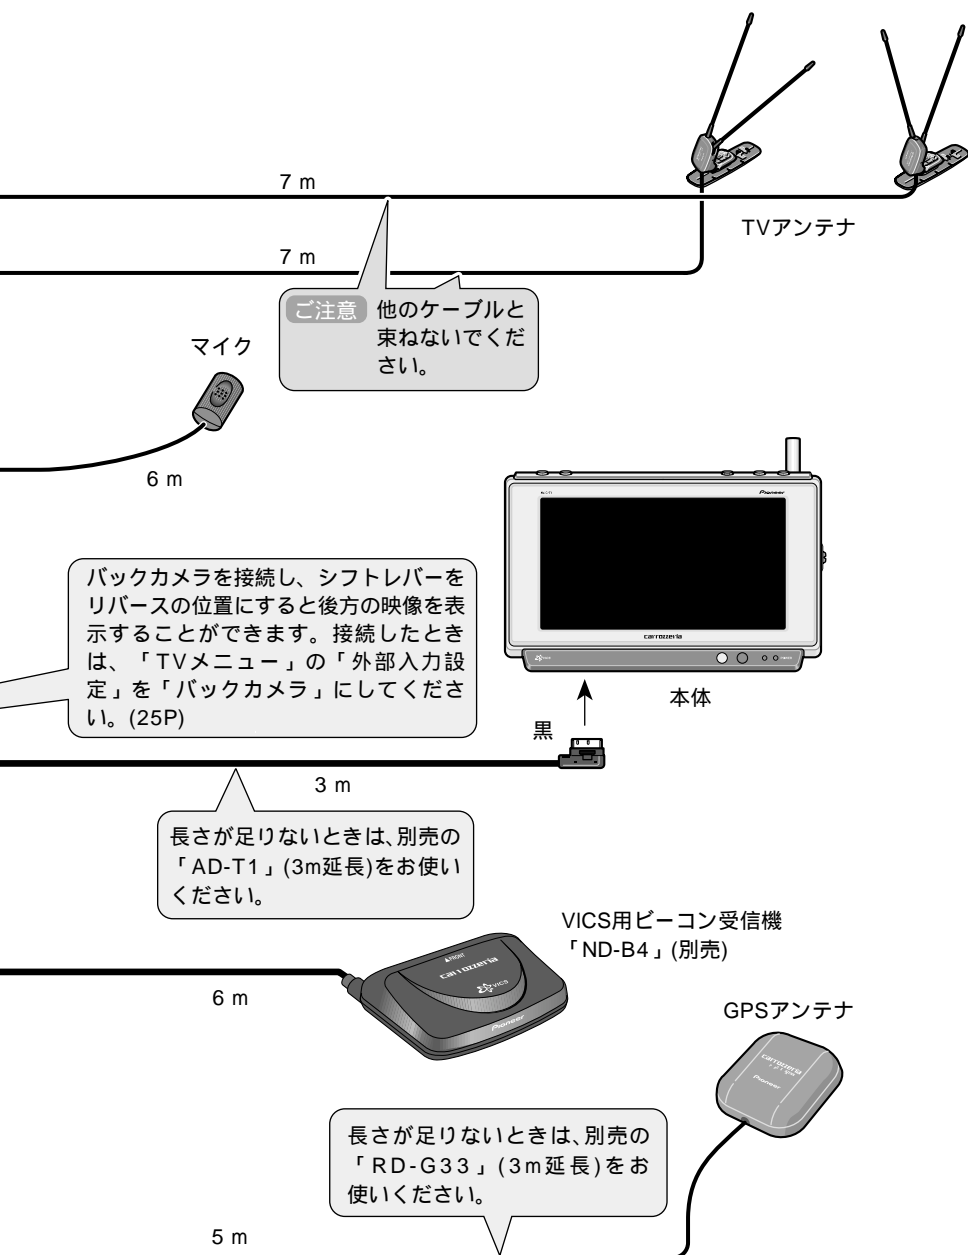 7 m
TVアンテナ
7 m
ご注意 他のケーブルと
束ねないでくだ
さい。
マイク
6 m
Pioneer
carrozzeria
バックカメラを接続し、シフトレバーを
リバースの位置にすると後方の映像を表
示することができます。接続したとき
は、「TVメニュー」の「外部入力設
定」を「バックカメラ」にしてくださ
い。(25P)
本体
黒
3 m
長さが足りないときは、別売の
「AD-T1」(3m延長)をお使い
ください。
VICS用ビーコン受信機
「ND-B4」(別売)
▲FRONT
carrozzeria
VICS
Pioneer
6 m
GPSアンテナ
carrozzeria
Pioneer
長さが足りないときは、別売の
「RD-G33」(3m延長)をお
使いください。
5 m